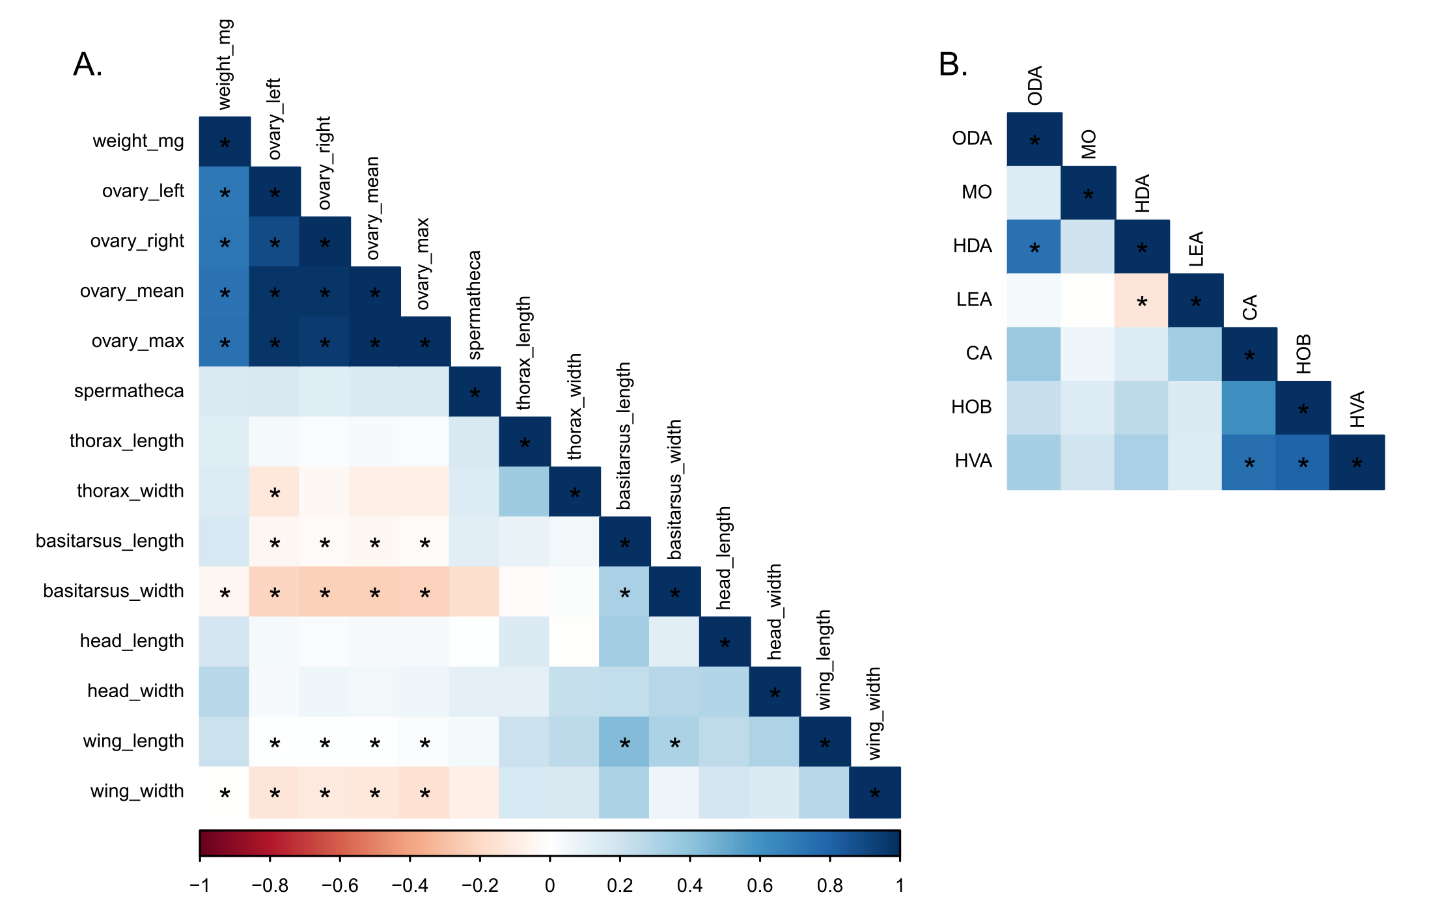 A.
weight_mg
ovary_left
ovary_right
ovary_mean
ovary_max
spermatheca
thorax_length
thorax_width
basitarsus_length
basitarsus_width
head_length
head_width
wing_length
wing_width
weight_mg *
ovary_left * *
ovary_right * * *
ovary_mean * * * *
ovary_max * * * * *
spermatheca *
thorax_length *
thorax_width * *
basitarsus_length * * * *
basitarsus_width * * * * * * *
head_length *
head_width *
wing_length * * * * * * *
wing_width * * * * * *
−1 −0.8 −0.6 −0.4 −0.2 0 0.2 0.4 0.6 0.8 1
B.
ODA
MO
HDA
LEA
CA
HOB
HVA
ODA *
MO *
HDA * *
LEA * *
CA *
HOB *
HVA * * *